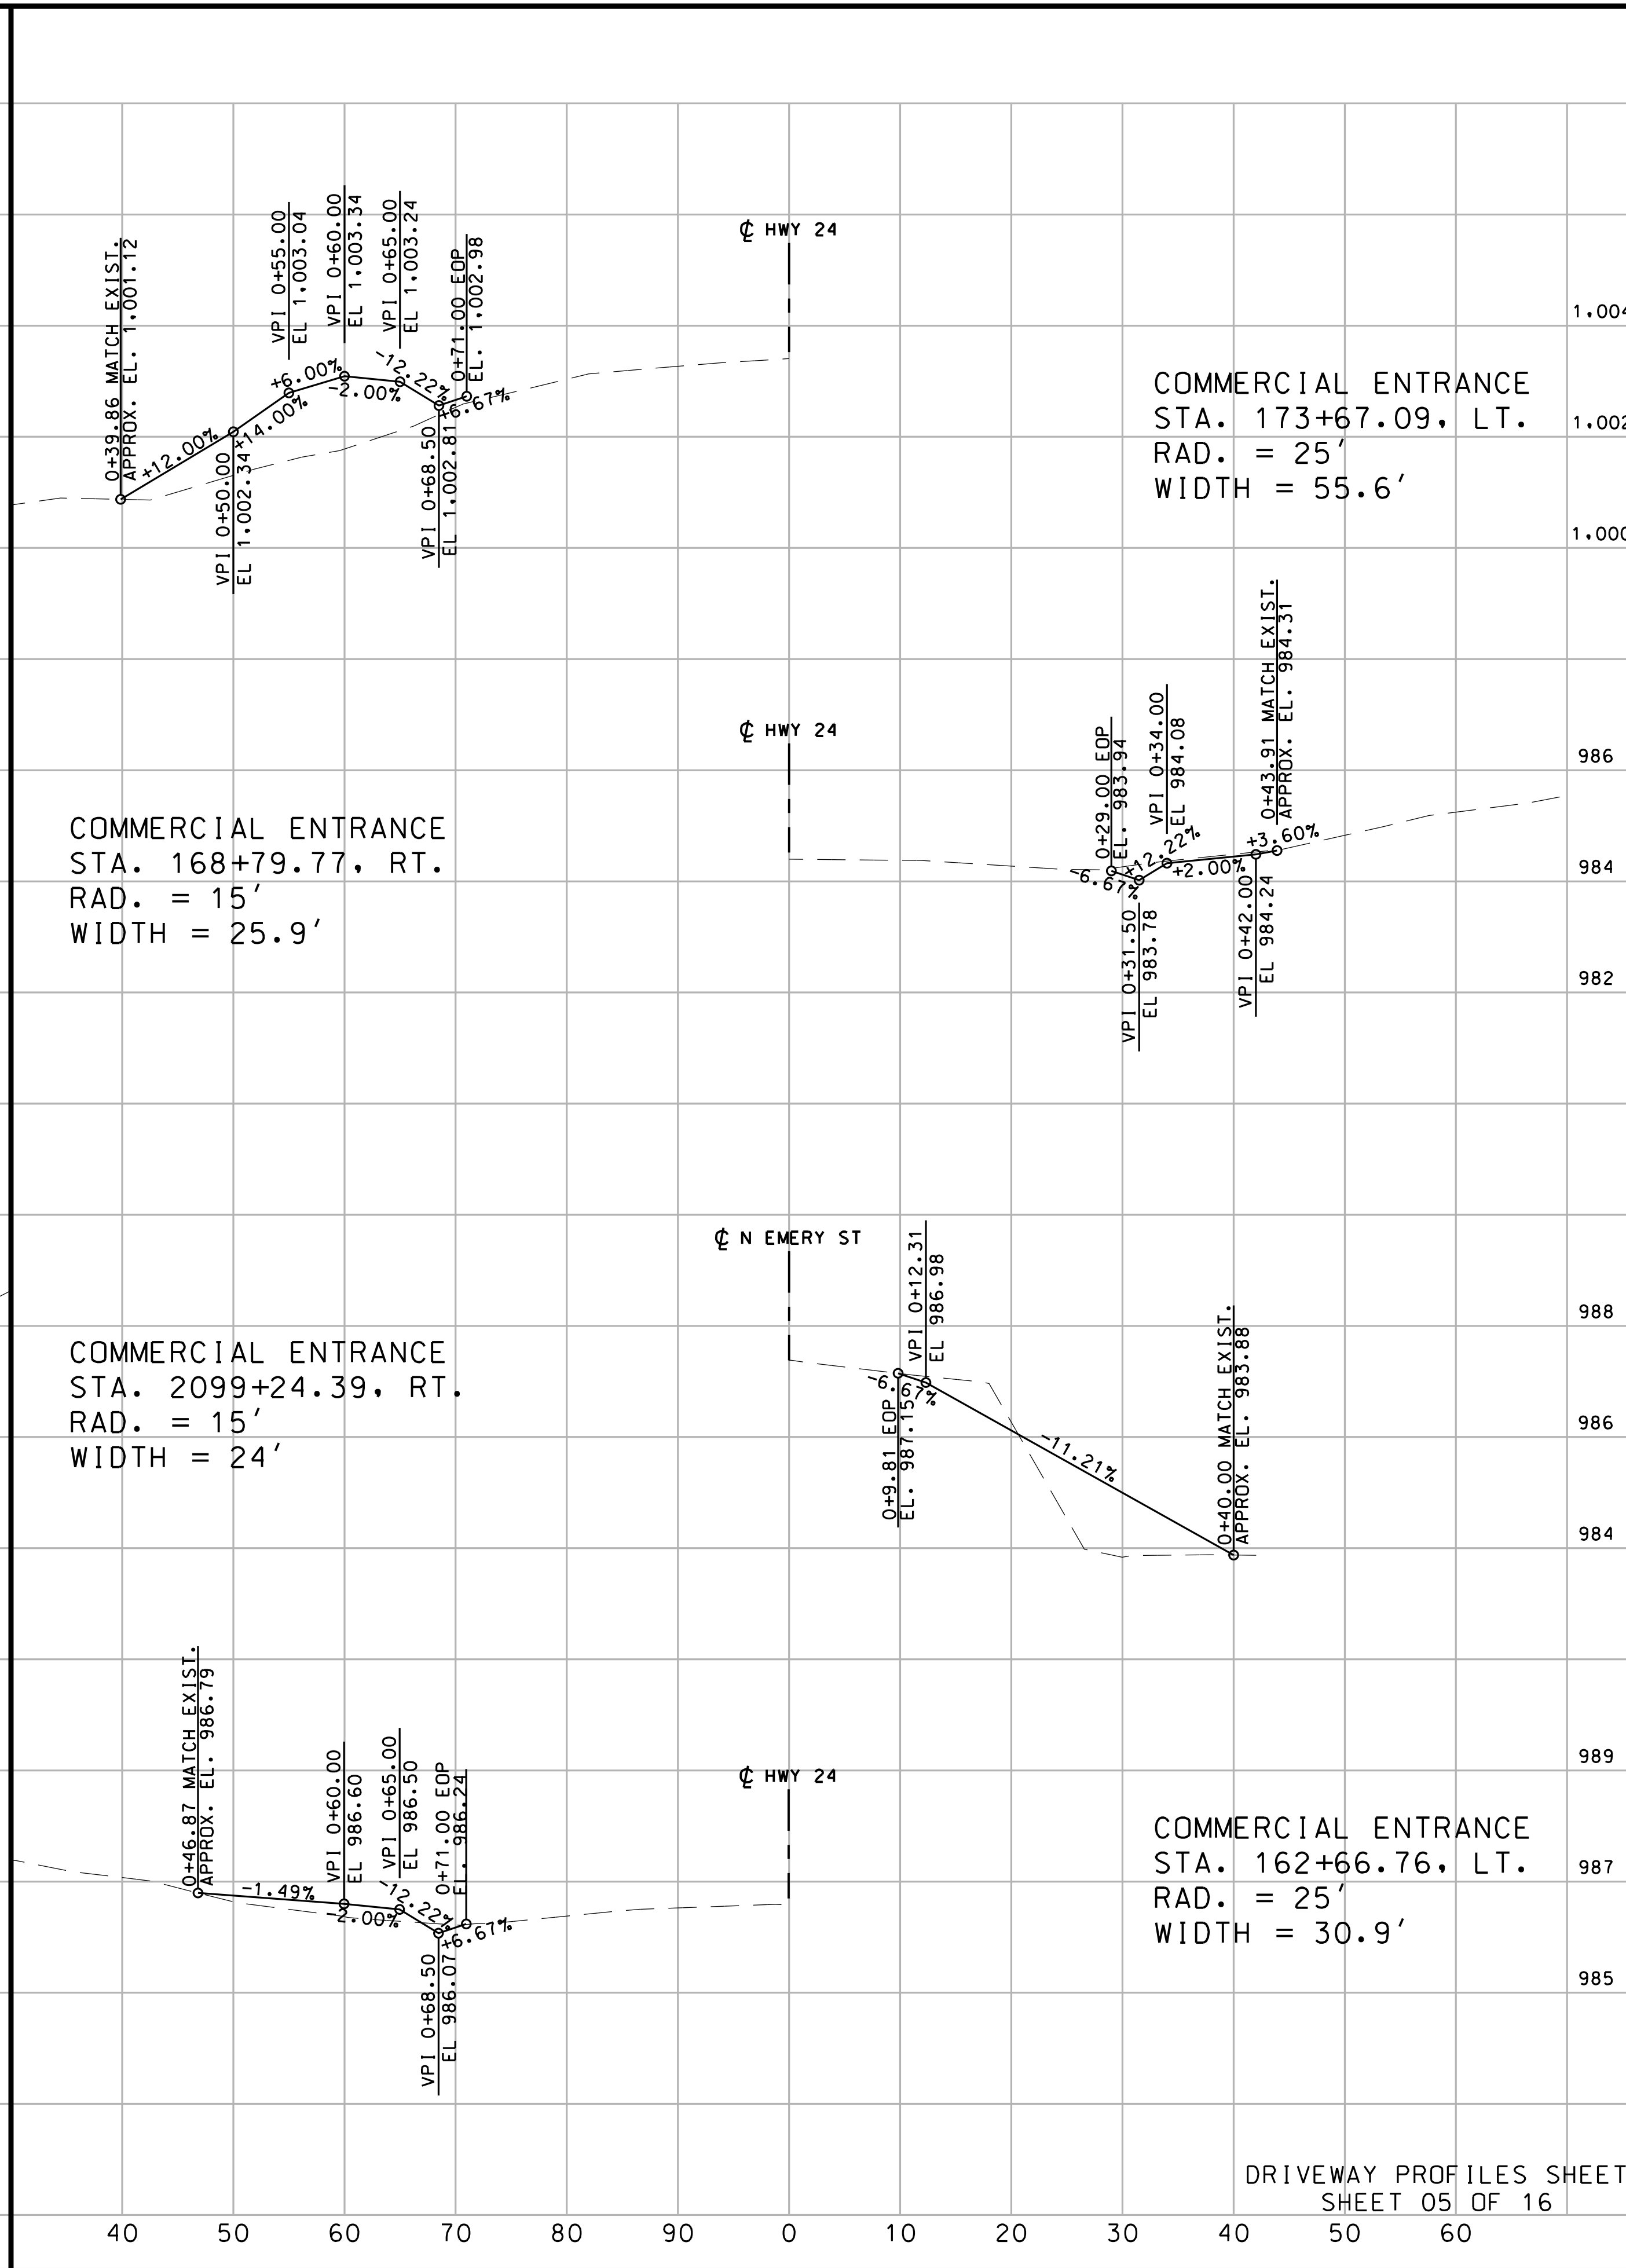 0+39.86 MATCH EXIST.
APPROX. EL. 1,001.12
+12.00%
VPI 0+50.00
EL 1,002.34
+14.00%
VPI 0+55.00
EL 1,003.04
+6.00%
VPI 0+60.00
EL 1,003.34
-2.00%
VPI 0+65.00
EL 1,003.24
-12.22%
VPI 0+68.50
EL 1,002.81
+6.67%
0+71.00 EOP
EL. 1,002.98
℄ HWY 24
COMMERCIAL ENTRANCE
STA. 173+67.09, LT.
RAD. = 25'
WIDTH = 55.6'
1,004
1,002
1,000
COMMERCIAL ENTRANCE
STA. 168+79.77, RT.
RAD. = 15'
WIDTH = 25.9'
℄ HWY 24
0+29.00 EOP
EL. 983.94
-6.67%
VPI 0+31.50
EL 983.78
+12.22%
VPI 0+34.00
EL 984.08
+2.00%
VPI 0+42.00
EL 984.24
+3.60%
0+43.91 MATCH EXIST.
APPROX. EL. 984.31
986
984
982
COMMERCIAL ENTRANCE
STA. 2099+24.39, RT.
RAD. = 15'
WIDTH = 24'
℄ N EMERY ST
0+9.81 EOP
EL. 987.15
-6.67%
VPI 0+12.31
EL 986.98
-11.21%
0+40.00 MATCH EXIST.
APPROX. EL. 983.88
988
986
984
0+46.87 MATCH EXIST.
APPROX. EL. 986.79
-1.49%
VPI 0+60.00
EL 986.60
-2.00%
VPI 0+65.00
EL 986.50
-12.22%
VPI 0+68.50
EL 986.07
+6.67%
0+71.00 EOP
EL. 986.24
℄ HWY 24
COMMERCIAL ENTRANCE
STA. 162+66.76, LT.
RAD. = 25'
WIDTH = 30.9'
989
987
985
DRIVEWAY PROFILES SHEET
SHEET 05 OF 16
40 50 60 70 80 90 0 10 20 30 40 50 60